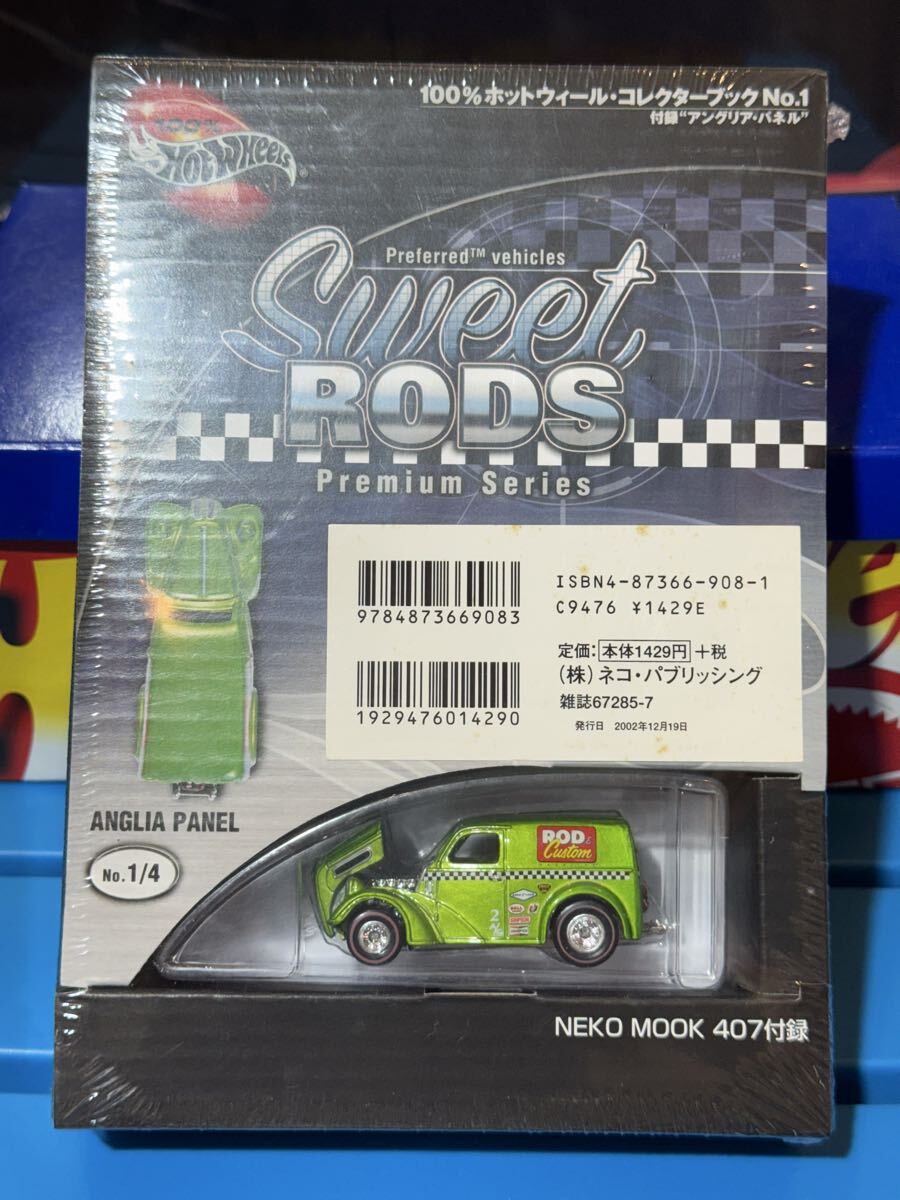 100%ホットウィール・コレクターブック No.1
付録“アングリア・パネル”
100%
HOT WHEELS
Preferred™ vehicles
Sweet
RODS
Premium Series
ISBN4-87366-908-1
C9476 ¥1429E
9784873669083
定価：本体1429円＋税
（株）ネコ・パブリッシング
雑誌67285-7
発行日 2002年12月19日
1929476014290
ANGLIA PANEL
No.1/4
ROD &
Custom
NEKO MOOK 407付録